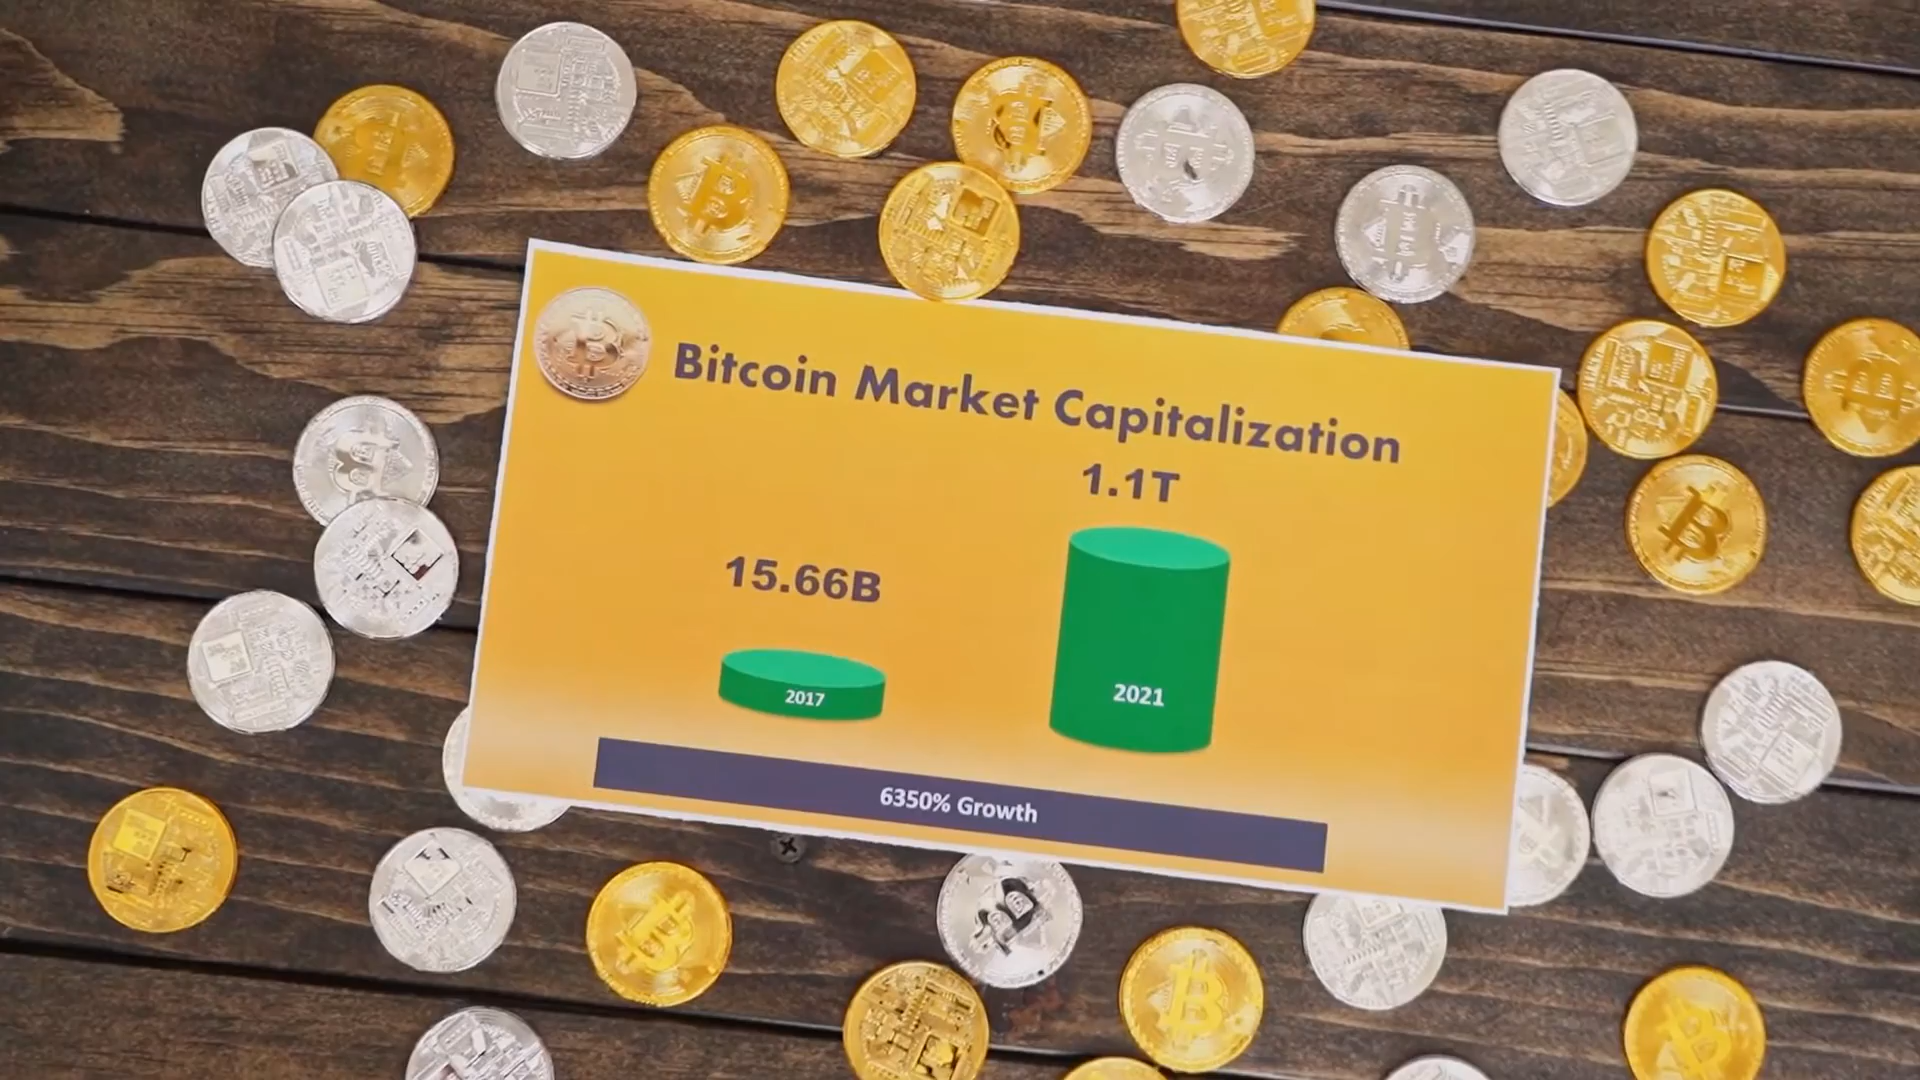 Bitcoin Market Capitalization
1.1T
15.66B
2017
2021
6350% Growth